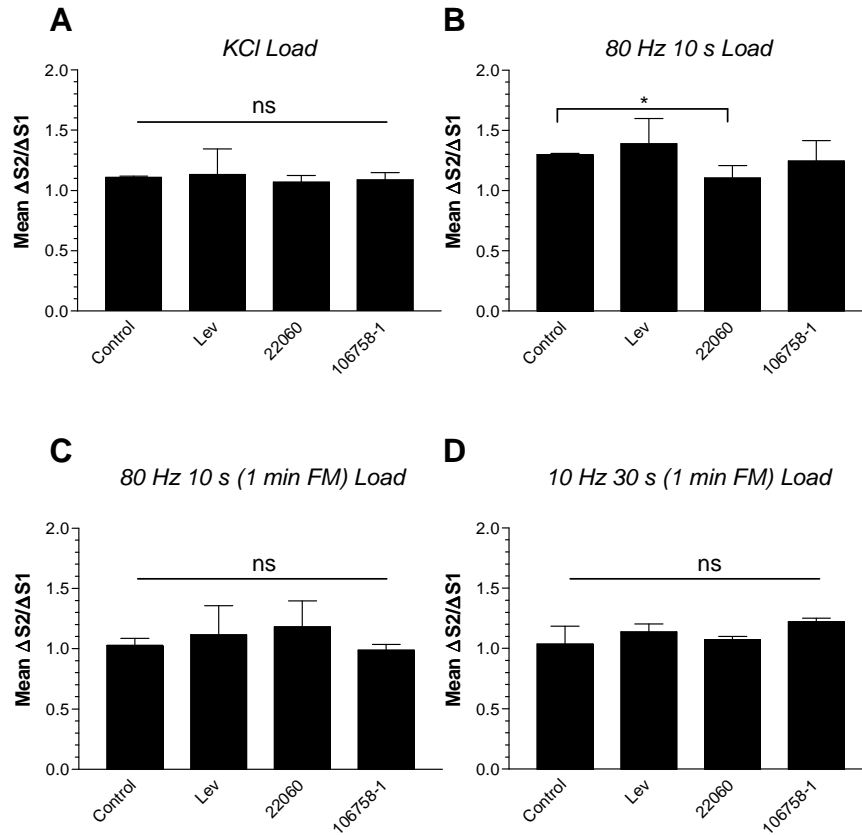 A
KCl Load
Mean ΔS2/ΔS1
2.0
1.5
1.0
0.5
0.0
ns
Control
Lev
22060
106758-1
B
80 Hz 10 s Load
Mean ΔS2/ΔS1
2.0
1.5
1.0
0.5
0.0
*
Control
Lev
22060
106758-1
C
80 Hz 10 s (1 min FM) Load
Mean ΔS2/ΔS1
2.0
1.5
1.0
0.5
0.0
ns
Control
Lev
22060
106758-1
D
10 Hz 30 s (1 min FM) Load
Mean ΔS2/ΔS1
2.0
1.5
1.0
0.5
0.0
ns
Control
Lev
22060
106758-1